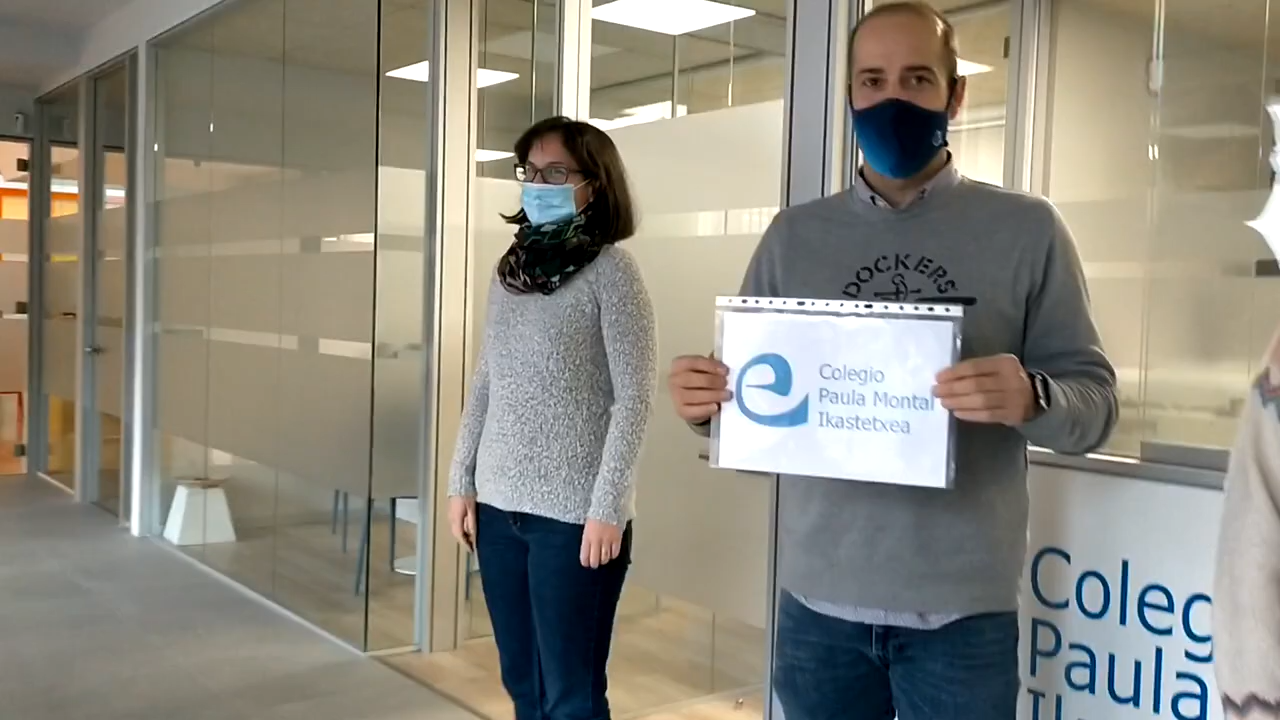 DOCKERS
e
Colegio
Paula Montal
Ikastetxea
Coleg
Paula